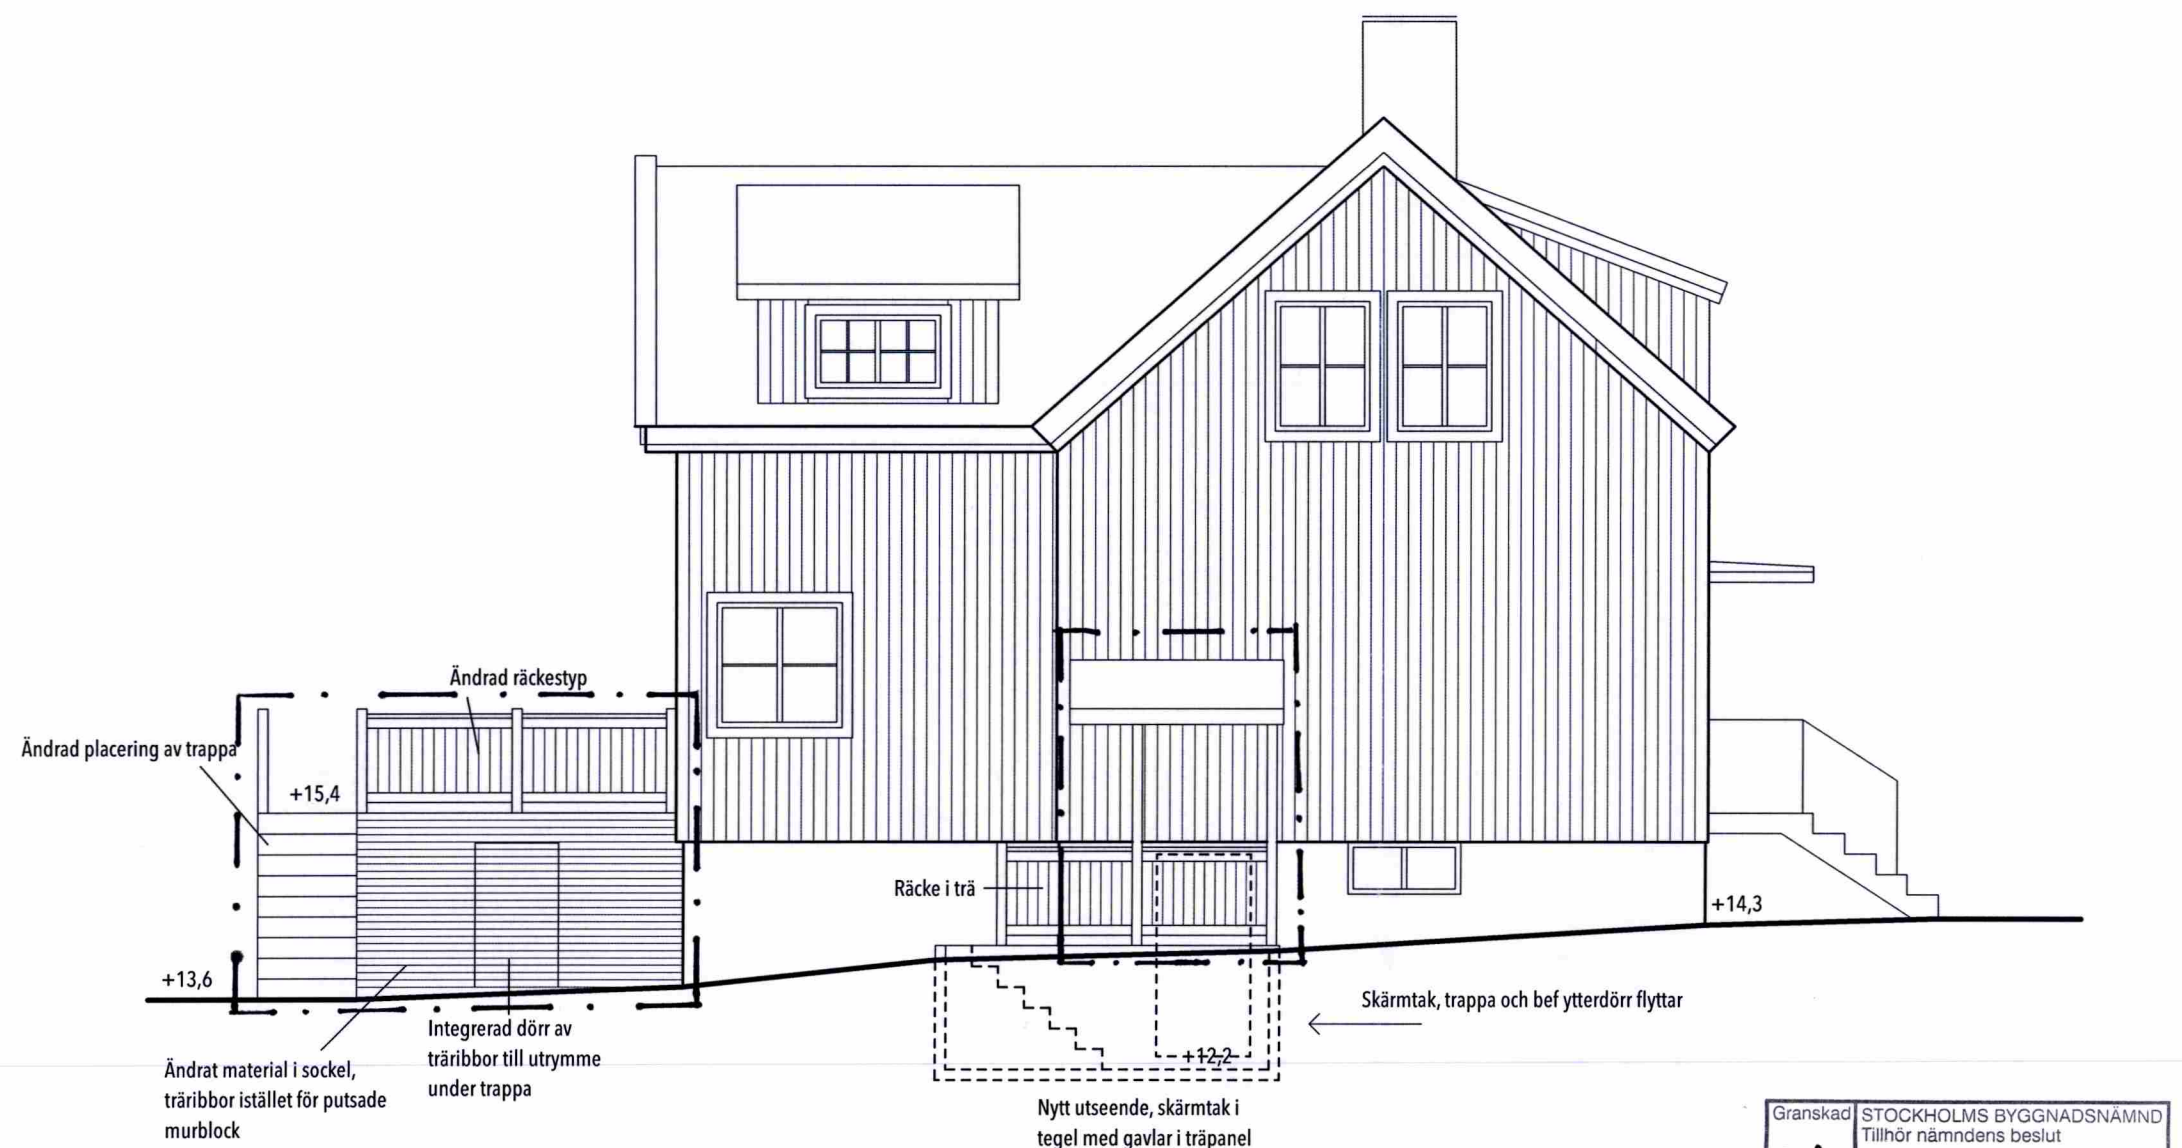 Ändrad räckestyp
Ändrad placering av trappa
+15,4
Räcke i trä
+14,3
+13,6
Skärmtak, trappa och bef ytterdörr flyttar
Integrerad dörr av
träribbor till utrymme
under trappa
+12,2
Ändrat material i sockel,
träribbor istället för putsade
murblock
Nytt utseende, skärmtak i
tegel med gavlar i träpanel
Granskad
STOCKHOLMS BYGGNADSNÄMND
Tillhör nämndens beslut